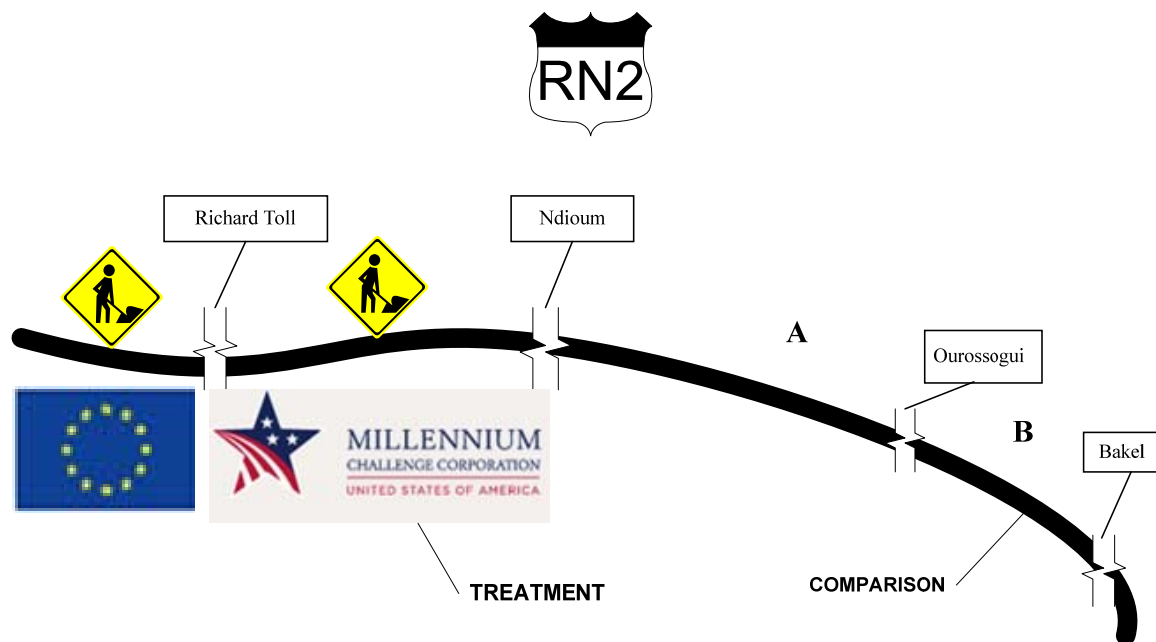 RN2
Richard Toll
Ndioum
A
Ourossogui
B
Bakel
MILLENNIUM
CHALLENGE CORPORATION
UNITED STATES OF AMERICA
TREATMENT
COMPARISON